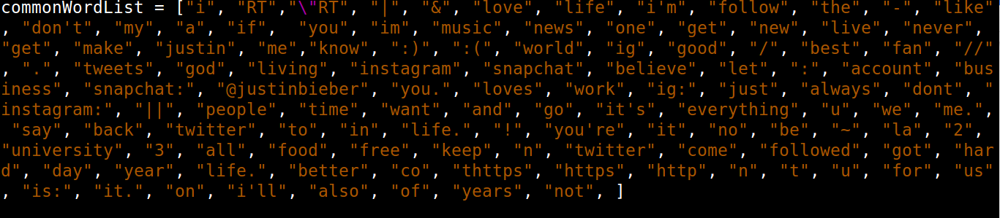 commonWordList = ["i", "RT","\"RT", "|", "&", "love", "life", "i'm", "follow", "the", "-", "like"
, "don't", "my", "a", "if",  "you", "im", "music", "news", "one", "get", "new", "live", "never",
"get", "make", "justin", "me","know", ":)", ":(", "world", "ig", "good", "/", "best", "fan", "//"
, ".", "tweets", "god", "living", "instagram", "snapchat", "believe", "let", ":", "account", "bus
iness", "snapchat:", "@justinbieber", "you.", "loves", "work", "ig:", "just", "always", "dont", "
instagram:", "||", "people", "time", "want", "and", "go", "it's", "everything", "u", "we", "me.",
 "say", "back", "twitter", "to", "in", "life.", "!", "you're", "it", "no", "be", "~", "la", "2",
"university", "3", "all", "food", "free", "keep", "n", "twitter", "come", "followed", "got", "har
d", "day", "year", "life.", "better", "co", "thttps", "https", "http", "n", "t", "u", "for", "us"
, "is:", "it.", "on", "i'll", "also", "of", "years", "not", ]